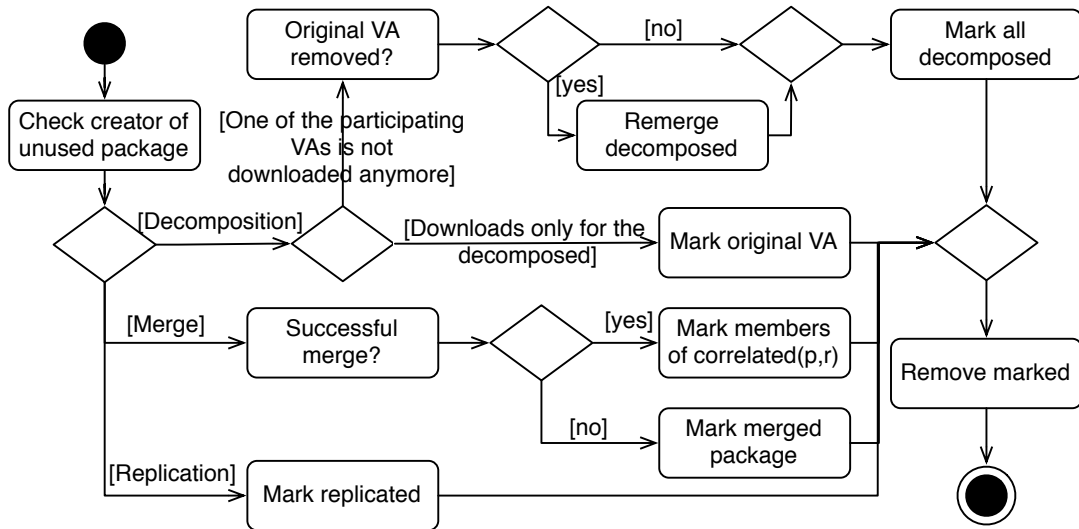 Original VA
removed?
[no]
Mark all
decomposed
[yes]
Check creator of
unused package
[One of the participating
VAs is not
downloaded anymore]
Remerge
decomposed
[Decomposition]
[Downloads only for the
decomposed]
Mark original VA
[Merge]
Successful
merge?
[yes]
Mark members
of correlated(p,r)
Remove marked
[no]
Mark merged
package
[Replication]
Mark replicated